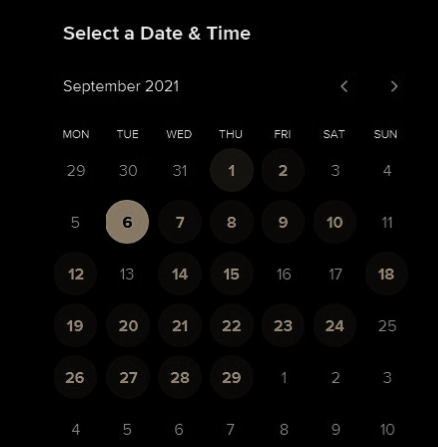 Select a Date & Time
September 2021
MON TUE WED THU FRI SAT SUN
29 30 31 1 2 3 4
5 6 7 8 9 10 11
12 13 14 15 16 17 18
19 20 21 22 23 24 25
26 27 28 29 1 2 3
4 5 6 7 8 9 10